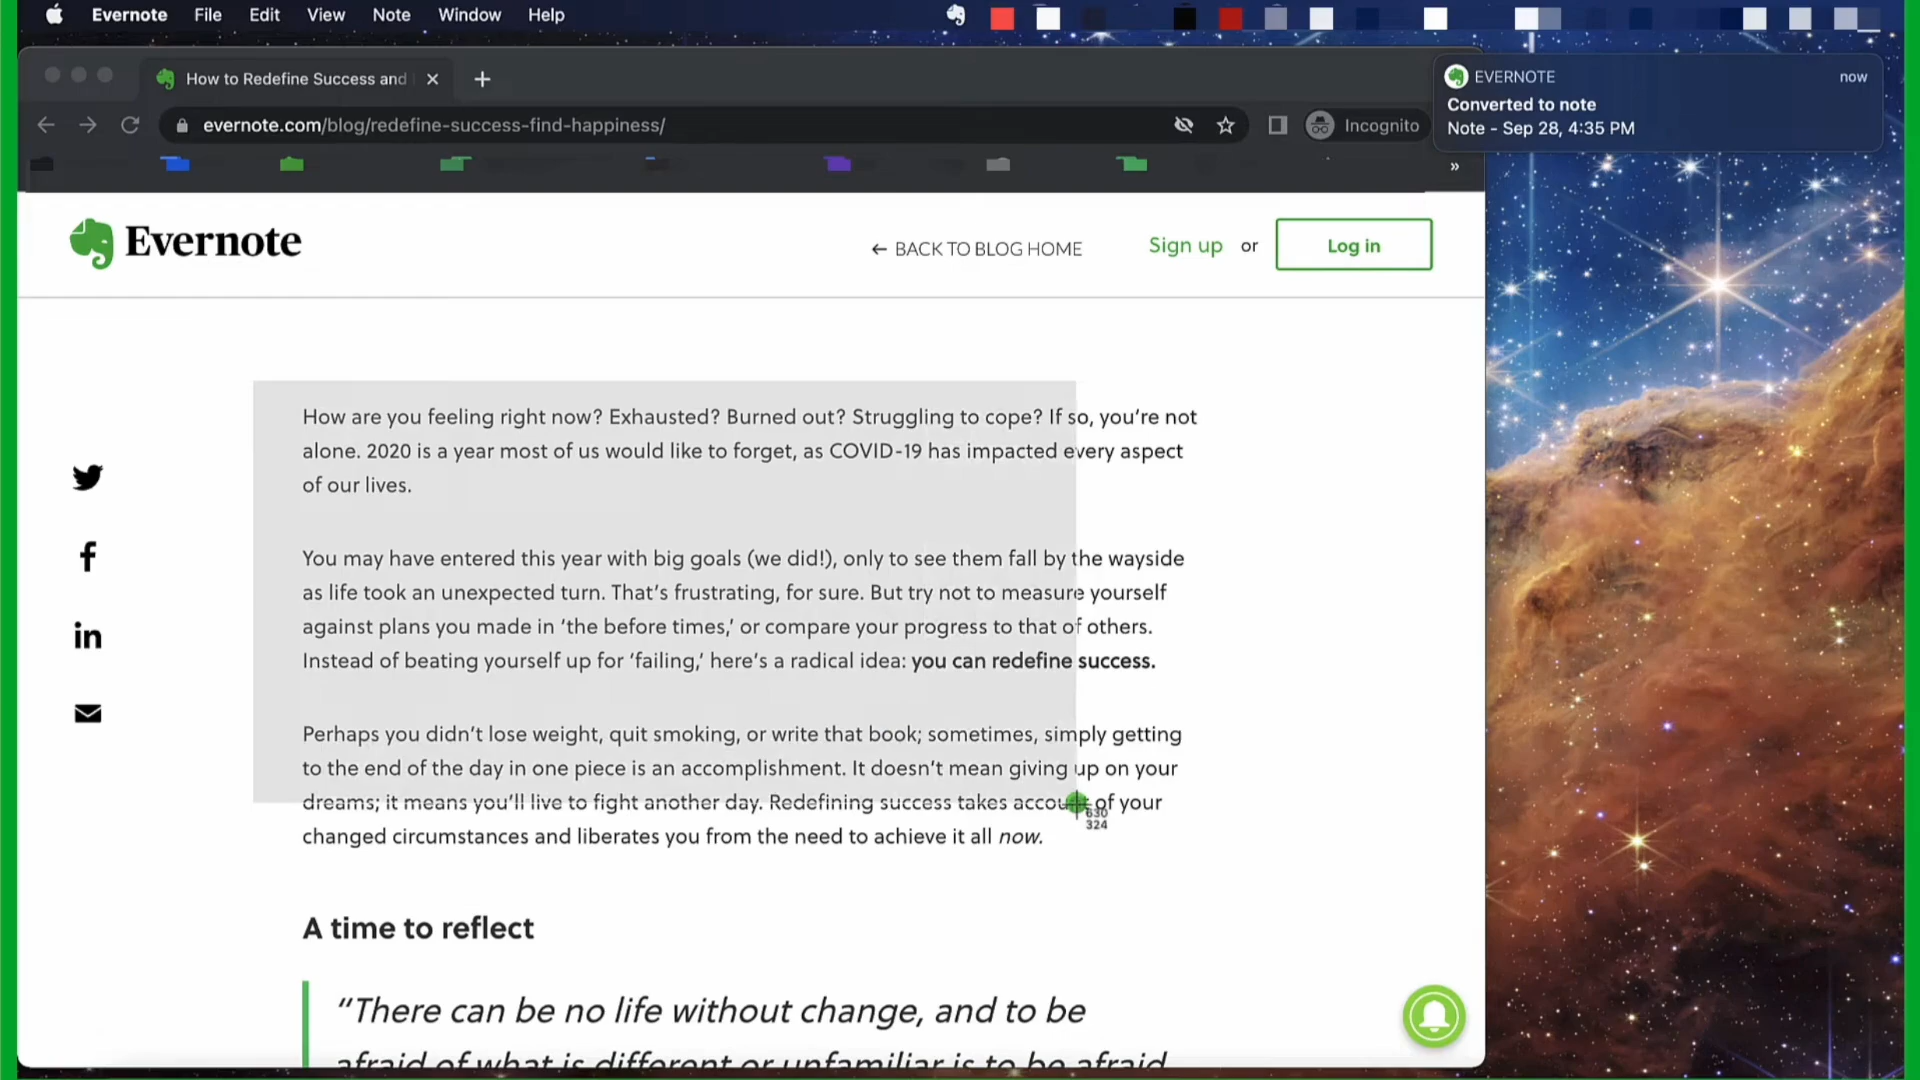 Evernote File Edit View Note Window Help
How to Redefine Success and
evernote.com/blog/redefine-success-find-happiness/
Incognito
»
EVERNOTE now
Converted to note
Note - Sep 28, 4:35 PM
Evernote
← BACK TO BLOG HOME
Sign up or Log in
How are you feeling right now? Exhausted? Burned out? Struggling to cope? If so, you’re not
alone. 2020 is a year most of us would like to forget, as COVID-19 has impacted every aspect
of our lives.
You may have entered this year with big goals (we did!), only to see them fall by the wayside
as life took an unexpected turn. That’s frustrating, for sure. But try not to measure yourself
against plans you made in ‘the before times,’ or compare your progress to that of others.
Instead of beating yourself up for ‘failing,’ here’s a radical idea: you can redefine success.
Perhaps you didn’t lose weight, quit smoking, or write that book; sometimes, simply getting
to the end of the day in one piece is an accomplishment. It doesn’t mean giving up on your
dreams; it means you’ll live to fight another day. Redefining success takes account of your
changed circumstances and liberates you from the need to achieve it all now.
630
324
A time to reflect
“There can be no life without change, and to be
afraid of what is different or unfamiliar is to be afraid